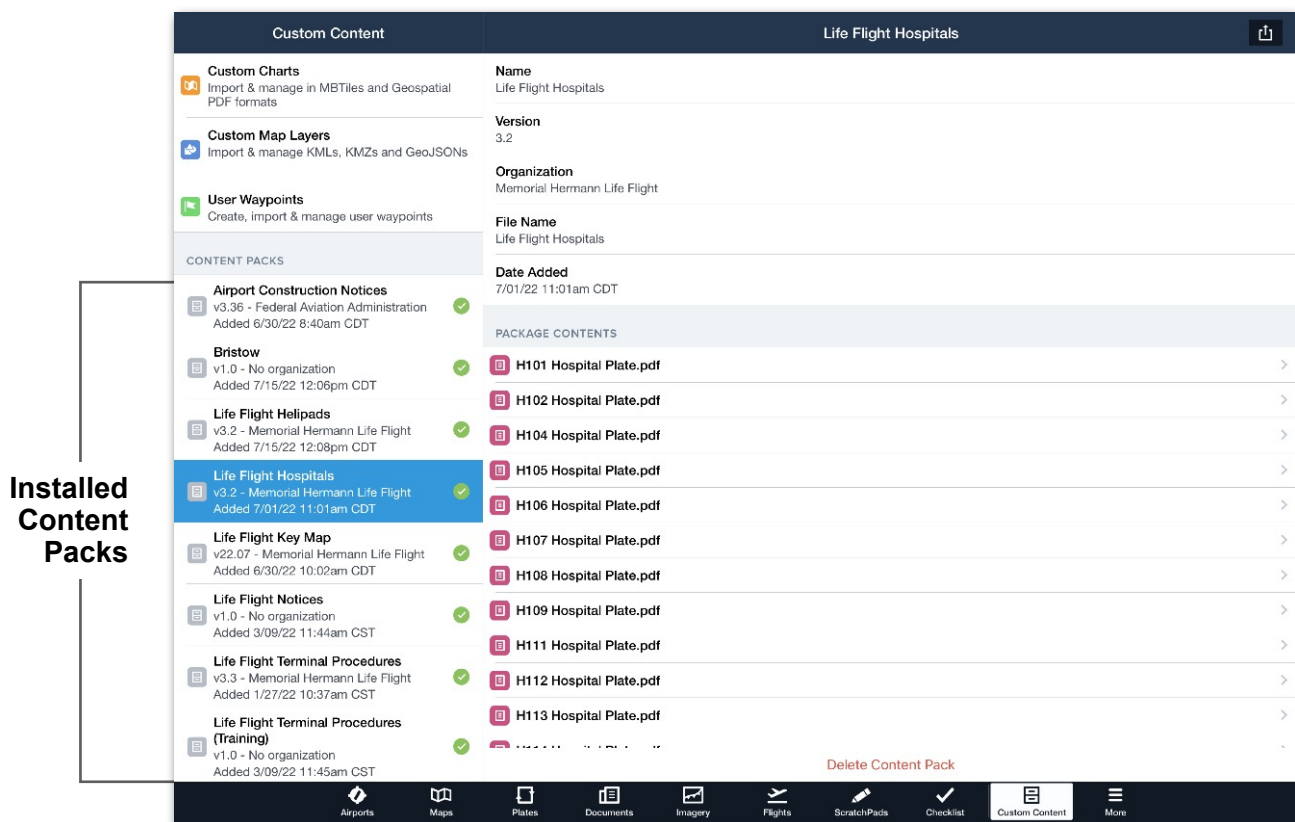 Custom Content
Life Flight Hospitals
Custom Charts
Import & manage in MBTiles and Geospatial
PDF formats
Custom Map Layers
Import & manage KMLs, KMZs and GeoJSONs
User Waypoints
Create, import & manage user waypoints
CONTENT PACKS
Airport Construction Notices
v3.36 - Federal Aviation Administration
Added 6/30/22 8:40am CDT
Bristow
v1.0 - No organization
Added 7/15/22 12:06pm CDT
Life Flight Helipads
v3.2 - Memorial Hermann Life Flight
Added 7/15/22 12:08pm CDT
Life Flight Hospitals
v3.2 - Memorial Hermann Life Flight
Added 7/01/22 11:01am CDT
Life Flight Key Map
v22.07 - Memorial Hermann Life Flight
Added 6/30/22 10:02am CDT
Life Flight Notices
v1.0 - No organization
Added 3/09/22 11:44am CST
Life Flight Terminal Procedures
v3.3 - Memorial Hermann Life Flight
Added 1/27/22 10:37am CST
Life Flight Terminal Procedures
(Training)
v1.0 - No organization
Added 3/09/22 11:45am CST
Installed
Content
Packs
Name
Life Flight Hospitals
Version
3.2
Organization
Memorial Hermann Life Flight
File Name
Life Flight Hospitals
Date Added
7/01/22 11:01am CDT
PACKAGE CONTENTS
H101 Hospital Plate.pdf
H102 Hospital Plate.pdf
H104 Hospital Plate.pdf
H105 Hospital Plate.pdf
H106 Hospital Plate.pdf
H107 Hospital Plate.pdf
H108 Hospital Plate.pdf
H109 Hospital Plate.pdf
H111 Hospital Plate.pdf
H112 Hospital Plate.pdf
H113 Hospital Plate.pdf
Delete Content Pack
Airports
Maps
Plates
Documents
Imagery
Flights
ScratchPads
Checklist
Custom Content
More